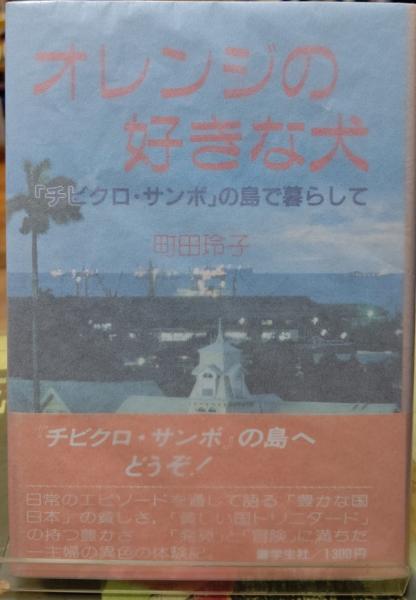 オレンジの
好きな犬
『チビクロ・サンボ』の島で暮らして
町田玲子
『チビクロ・サンボ』の島へ
どうぞ!
日常のエピソードを通して語る「豊かな国
日本」の貧しさ,「貧しい国トリニダード」
の持つ豊かさ──「発見」と「冒険」に満ちた
一主婦の異色の体験記。
学生社/1300円